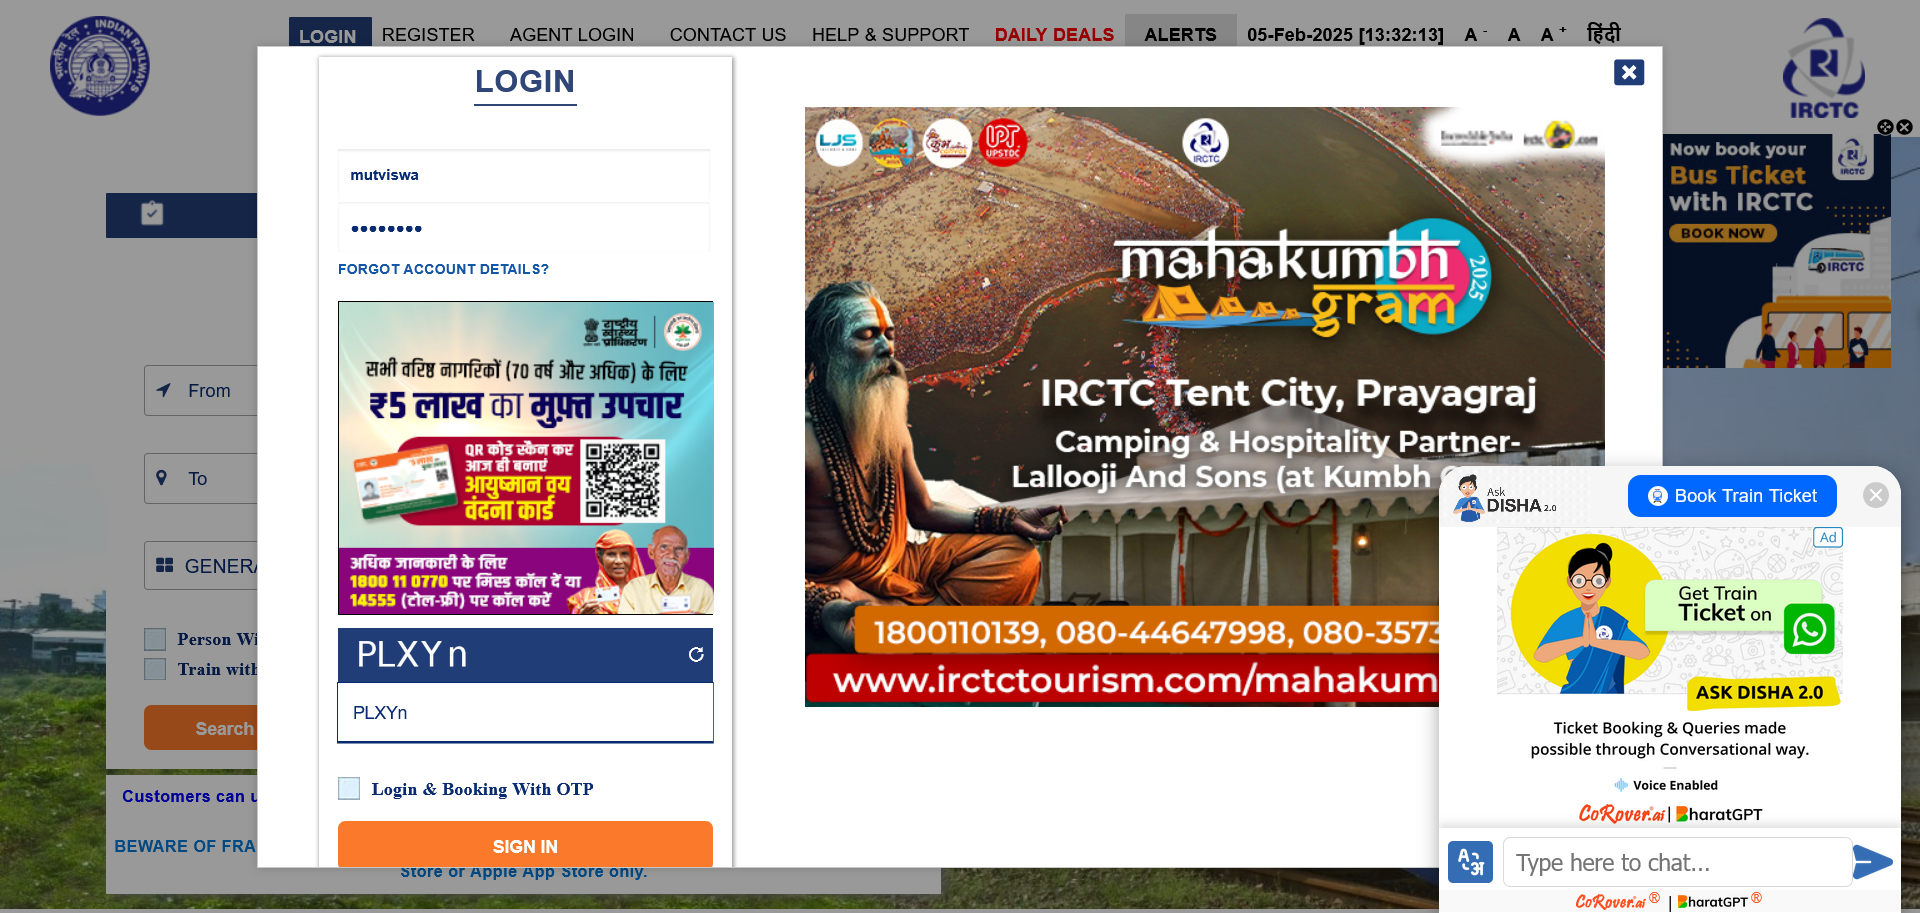 INDIAN RAILWAYS
भारतीय रेल
LOGIN
REGISTER
AGENT LOGIN
CONTACT US
HELP & SUPPORT
DAILY DEALS
ALERTS
05-Feb-2025 [13:32:13]
A -
A
A +
हिंदी
IRCTC
LOGIN
mutviswa
••••••••
FORGOT ACCOUNT DETAILS?
राष्ट्रीय
स्वास्थ्य
प्राधिकरण
सभी वरिष्ठ नागरिकों (70 वर्ष और अधिक) के लिए
₹5 लाख का मुफ़्त उपचार
QR कोड स्कैन कर
आज ही बनाएं
आयुष्मान वय
वंदना कार्ड
अधिक जानकारी के लिए
1800 11 0770 पर मिस्ड कॉल दें या
14555 (टोल-फ्री) पर कॉल करें
PLXYn
PLXYn
Login & Booking With OTP
SIGN IN
LJS
UPT
UPSTDC
IRCTC
mahakumbh
gram
2025
IRCTC Tent City, Prayagraj
Camping & Hospitality Partner-
Lallooji And Sons (at Kumbh
1800110139, 080-44647998, 080-3573
www.irctctourism.com/mahakum
Now book your
Bus Ticket
with IRCTC
BOOK NOW
IRCTC
IRCTC
From
To
GENERA
Person Wi
Train with
Search
Customers can u
BEWARE OF FRA
Store or Apple App Store only.
Ask
DISHA 2.0
Book Train Ticket
Ad
Get Train
Ticket on
ASK DISHA 2.0
Ticket Booking & Queries made
possible through Conversational way.
Voice Enabled
CoRover.ai | BharatGPT
A अ
Type here to chat...
CoRover.ai ® | BharatGPT ®